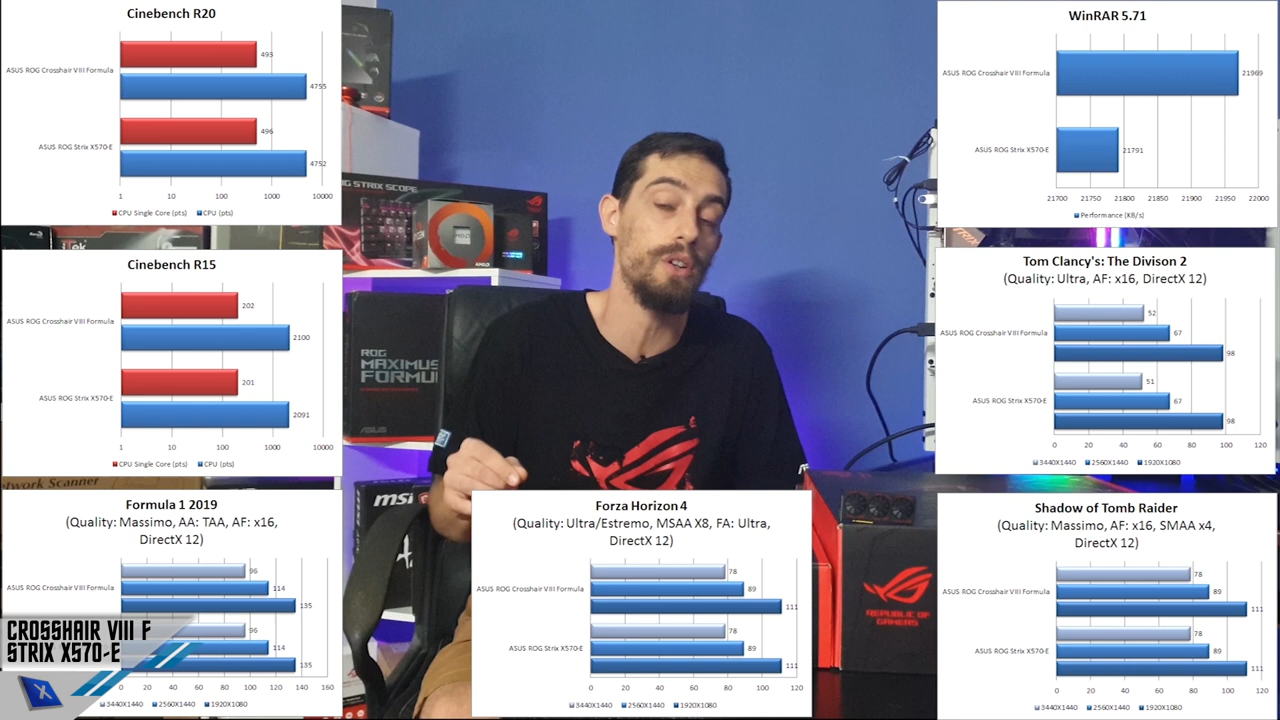 Cinebench R20
ASUS ROG Crosshair VIII Formula
493
4755
ASUS ROG Strix X570-E
496
4752
1
10
100
1000
10000
CPU Single Core (pts)
CPU (pts)
Cinebench R15
ASUS ROG Crosshair VIII Formula
202
2100
ASUS ROG Strix X570-E
201
2091
1
10
100
1000
10000
CPU Single Core (pts)
CPU (pts)
Network Scanner
Formula 1 2019
(Quality: Massimo, AA: TAA, AF: x16,
DirectX 12)
ASUS ROG Crosshair VIII Formula
96
114
135
96
114
135
0
20
40
60
80
100
120
140
160
3440X1440
2560X1440
1920X1080
CROSSHAIR VIII F
STRIX X570-E
X
G STRIX SCOPE
AMD
ROG
MAXIMUS
FORMU
ASUS
msi
Forza Horizon 4
(Quality: Ultra/Estremo, MSAA X8, FA: Ultra,
DirectX 12)
ASUS ROG Crosshair VIII Formula
78
89
111
ASUS ROG Strix X570-E
78
89
111
0
20
40
60
80
100
120
3440X1440
2560X1440
1920X1080
REPUBLIC OF
GAMERS
WinRAR 5.71
ASUS ROG Crosshair VIII Formula
21969
ASUS ROG Strix X570-E
21791
21700
21750
21800
21850
21900
21950
22000
Performance (KB/s)
Tom Clancy's: The Divison 2
(Quality: Ultra, AF: x16, DirectX 12)
ASUS ROG Crosshair VIII Formula
52
67
98
ASUS ROG Strix X570-E
51
67
98
0
20
40
60
80
100
120
3440X1440
2560X1440
1920X1080
Shadow of Tomb Raider
(Quality: Massimo, AF: x16, SMAA x4,
DirectX 12)
ASUS ROG Crosshair VIII Formula
78
89
111
ASUS ROG Strix X570-E
78
89
111
0
20
40
60
80
100
120
3440X1440
2560X1440
1920X1080